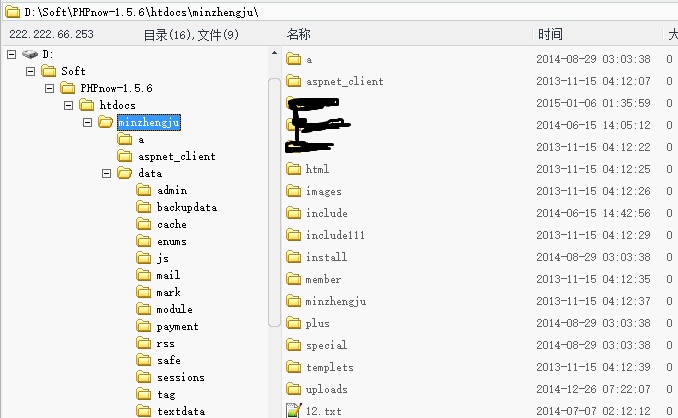 D:\Soft\PHPnow-1.5.6\htdocs\minzhengju\
222.222.66.253 目录(16),文件(9) 名称 时间 大
D:
Soft
PHPnow-1.5.6
htdocs
minzhengju
a
aspnet_client
data
admin
backupdata
cache
enums
js
mail
mark
module
payment
rss
safe
sessions
tag
textdata
a 2014-08-29 03:03:38 0
aspnet_client 2013-11-15 04:12:07 0
2015-01-06 01:35:59 0
2014-06-15 14:05:12 0
2013-11-15 04:12:22 0
html 2013-11-15 04:12:25 0
images 2013-11-15 04:12:26 0
include 2014-06-15 14:42:56 0
include111 2013-11-15 04:12:29 0
install 2014-08-29 03:03:38 0
member 2013-11-15 04:12:35 0
minzhengju 2013-11-15 04:12:37 0
plus 2014-08-29 03:03:38 0
special 2014-08-29 03:03:38 0
templets 2013-11-15 04:12:39 0
uploads 2014-12-26 07:22:07 0
12.txt 2014-07-07 02:12:12 0